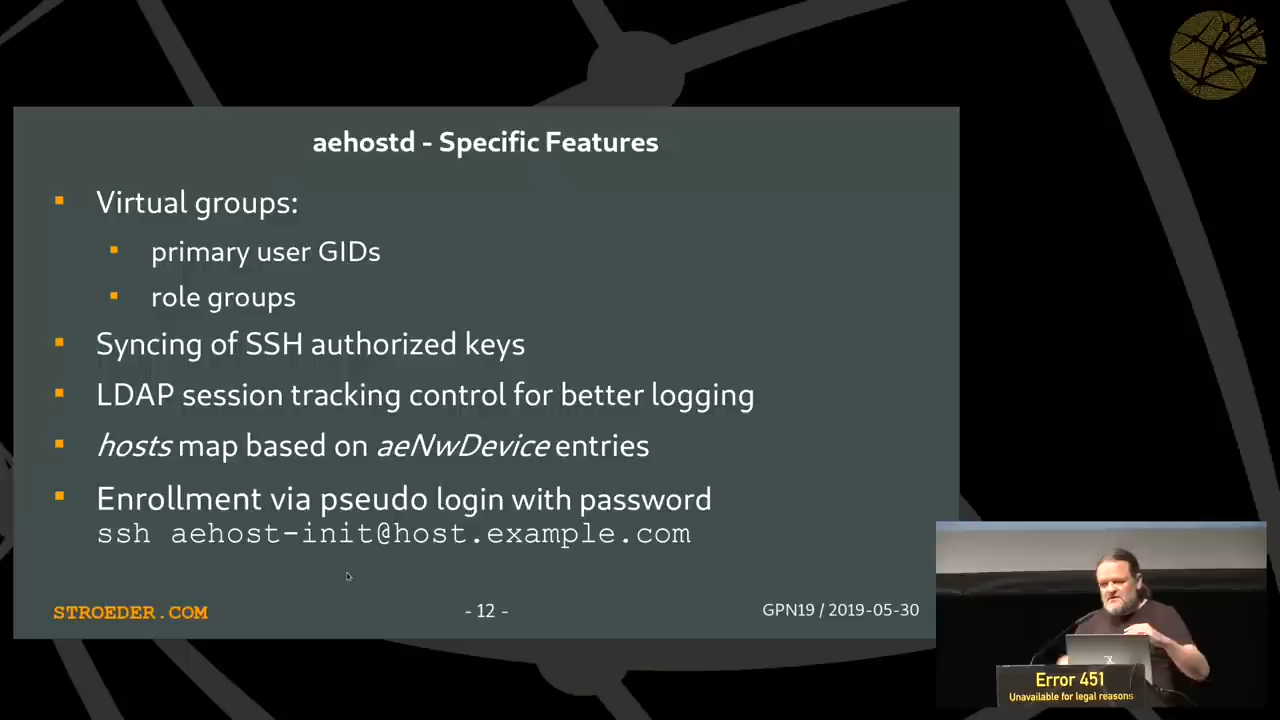 aehostd - Specific Features
Virtual groups:
primary user GIDs
role groups
Syncing of SSH authorized keys
LDAP session tracking control for better logging
hosts map based on aeNwDevice entries
Enrollment via pseudo login with password
ssh aehost-init@host.example.com
STROEDER.COM
- 12 -
GPN19 / 2019-05-30
Error 451
Unavailable for legal reasons